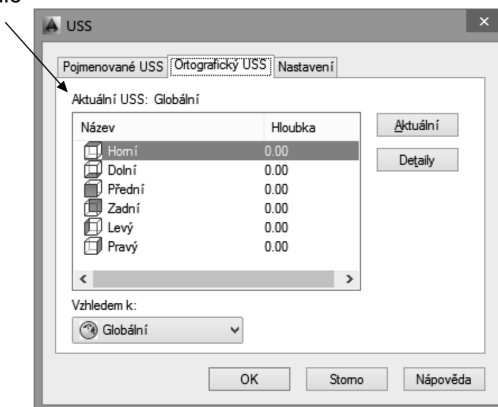 USS
Pojmenované USS Ortografický USS Nastavení
Aktuální USS: Globální
Název Hloubka
Horní 0.00
Dolní 0.00
Přední 0.00
Zadní 0.00
Levý 0.00
Pravý 0.00
Aktuální
Detaily
Vzhledem k:
Globální
OK Storno Nápověda